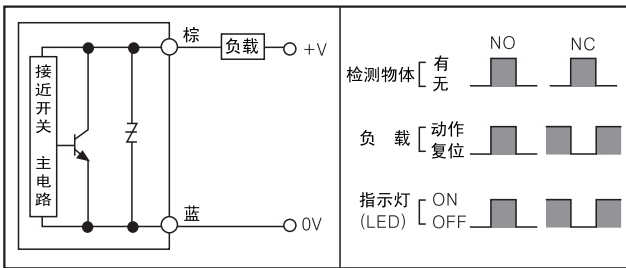 棕
负载
+V
接近开关 主电路
蓝
0V
NO NC
检测物体 有
无
负 载 动作
复位
指示灯 ON
(LED) OFF